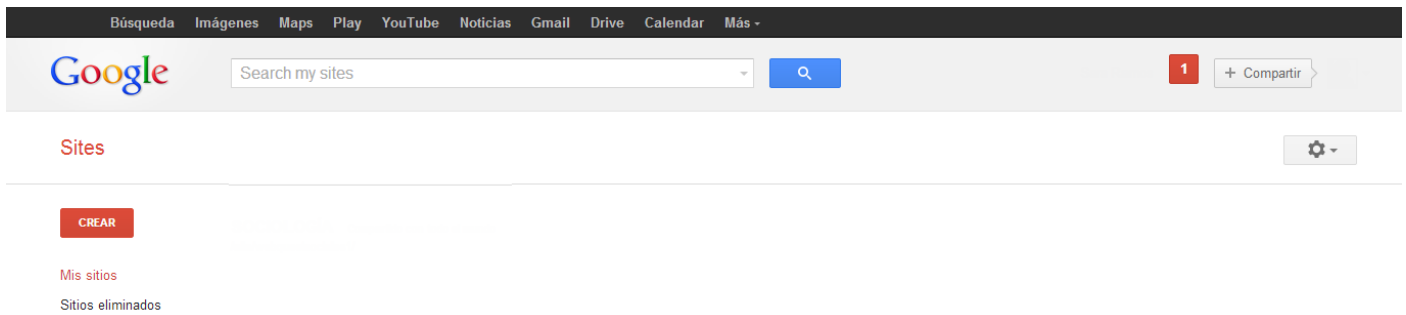 Búsqueda Imágenes Maps Play YouTube Noticias Gmail Drive Calendar Más
Google Search my sites 1 + Compartir
Sites
CREAR
Mis sitios
Sitios eliminados